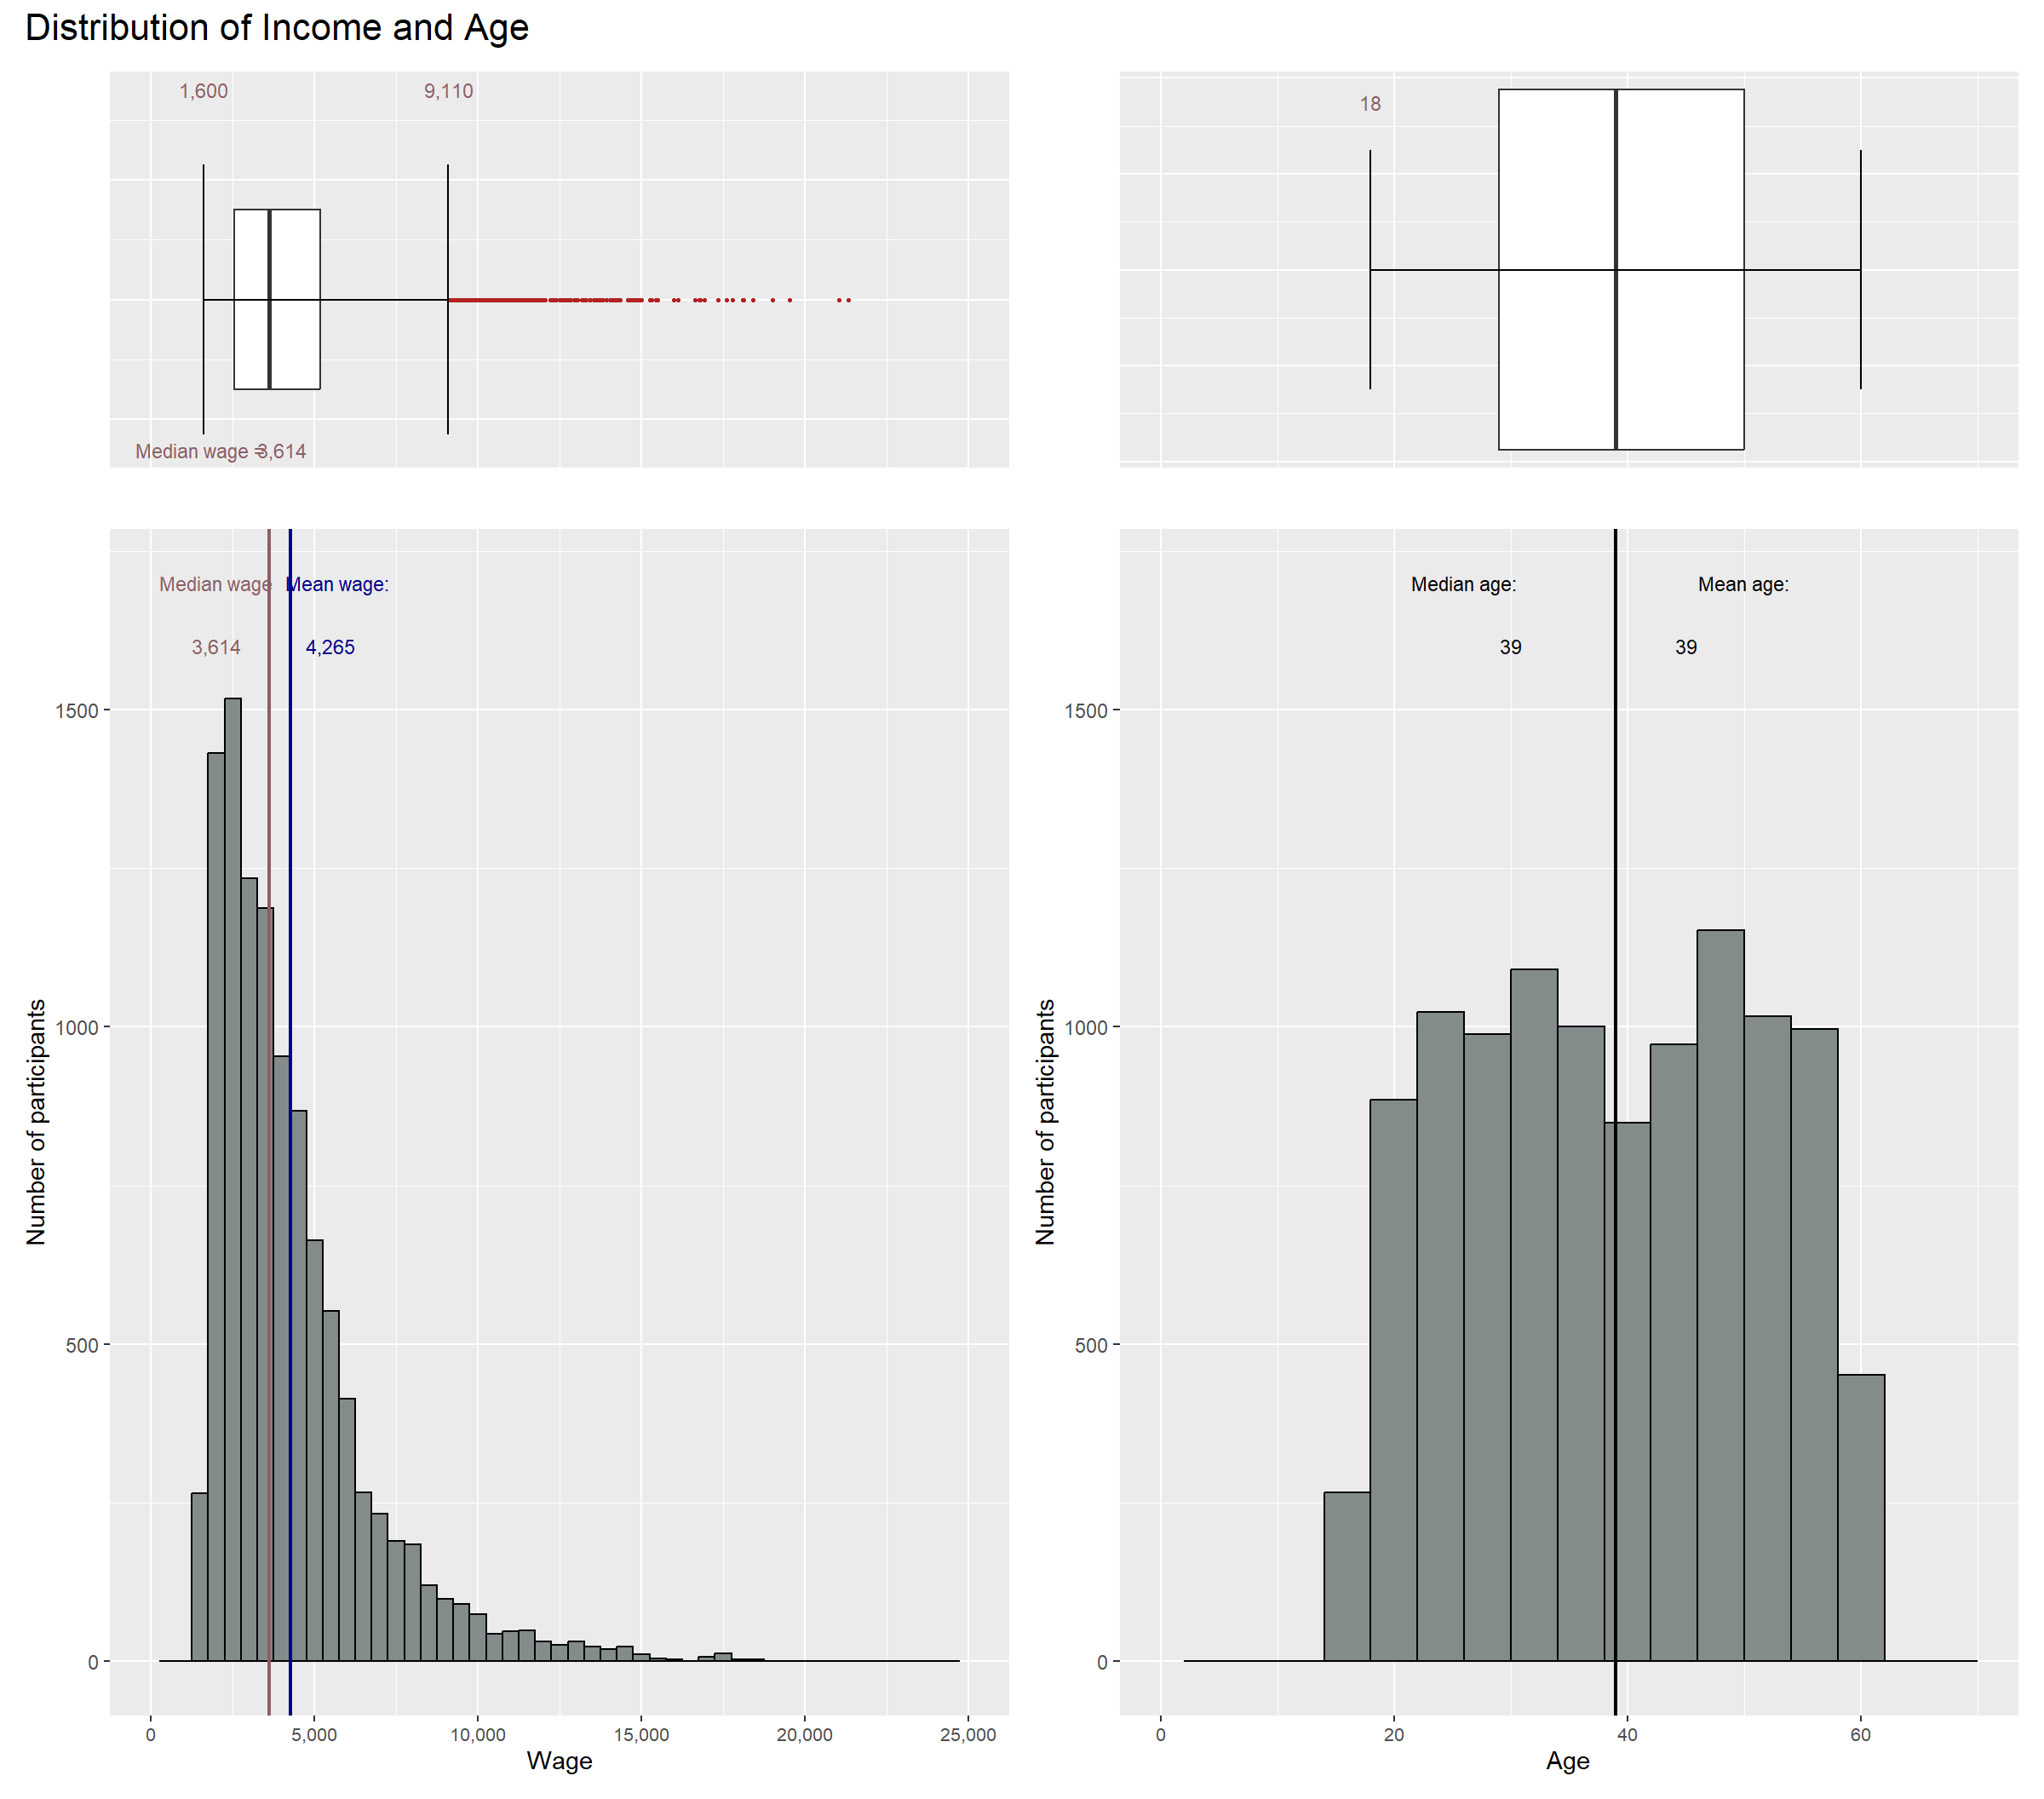 Distribution of Income and Age
1,600
9,110
Median wage =
3,614
18
Median wage
Mean wage:
3,614
4,265
Number of participants
1500
1000
500
0
0
5,000
10,000
15,000
20,000
25,000
Wage
Median age:
Mean age:
39
39
Number of participants
1500
1000
500
0
0
20
40
60
Age